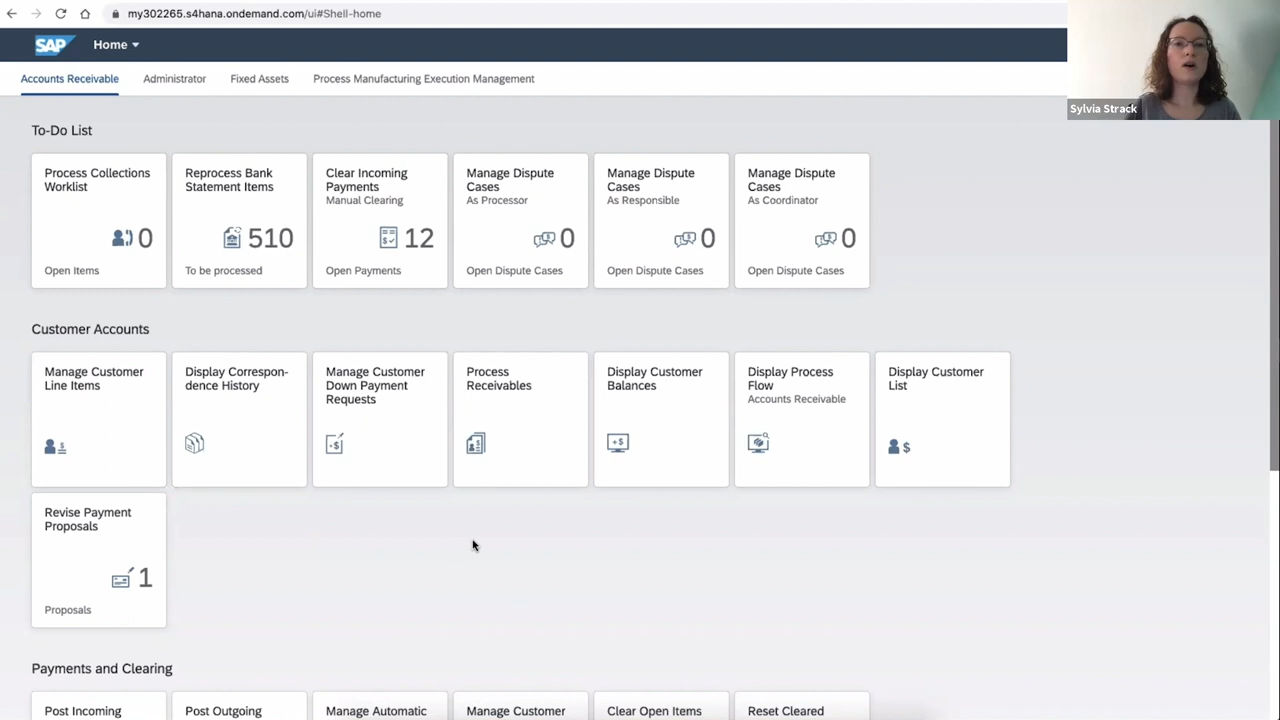 my302265.s4hana.ondemand.com/ui#Shell-home
SAP Home
Sylvia Strack
Accounts Receivable Administrator Fixed Assets Process Manufacturing Execution Management
To-Do List
Process Collections
Worklist
0
Open Items
Reprocess Bank
Statement Items
510
To be processed
Clear Incoming
Payments
Manual Clearing
12
Open Payments
Manage Dispute
Cases
As Processor
0
Open Dispute Cases
Manage Dispute
Cases
As Responsible
0
Open Dispute Cases
Manage Dispute
Cases
As Coordinator
0
Open Dispute Cases
Customer Accounts
Manage Customer
Line Items
Display Correspon-
dence History
Manage Customer
Down Payment
Requests
Process
Receivables
Display Customer
Balances
Display Process
Flow
Accounts Receivable
Display Customer
List
Revise Payment
Proposals
1
Proposals
Payments and Clearing
Post Incoming
Post Outgoing
Manage Automatic
Manage Customer
Clear Open Items
Reset Cleared